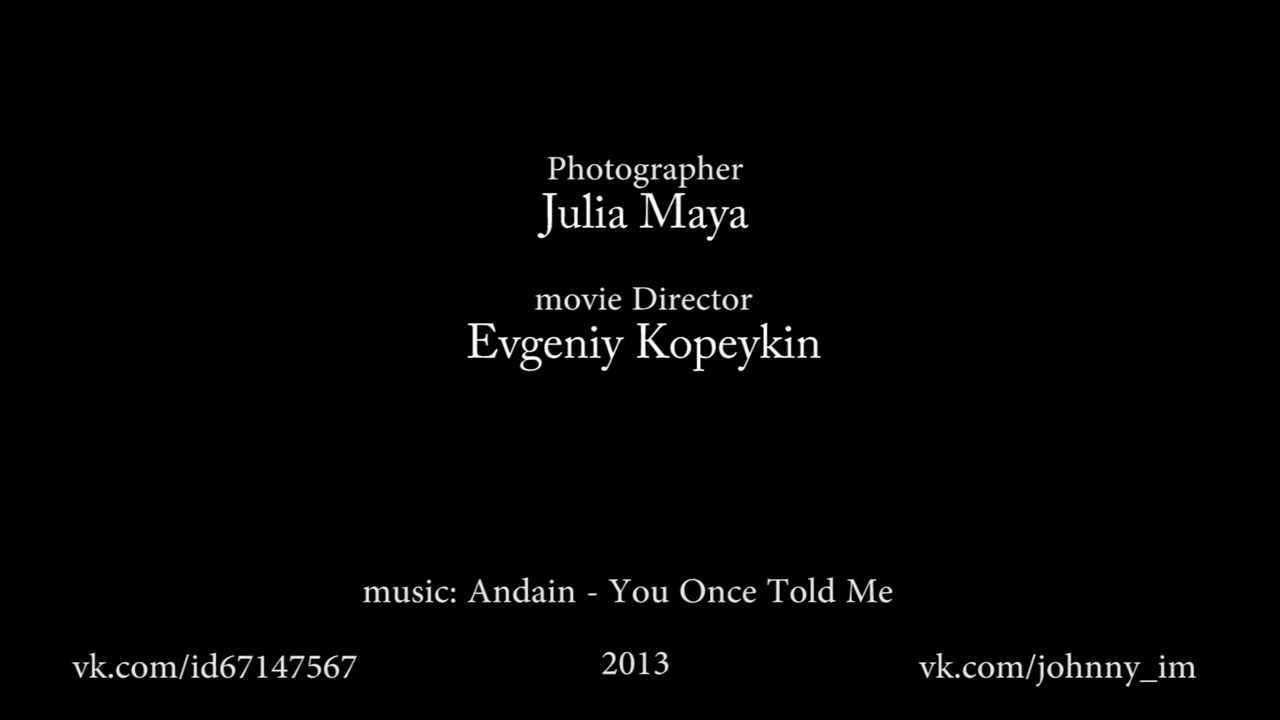 Photographer
Julia Maya
movie Director
Evgeniy Kopeykin
music: Andain - You Once Told Me
vk.com/id67147567
2013
vk.com/johnny_im